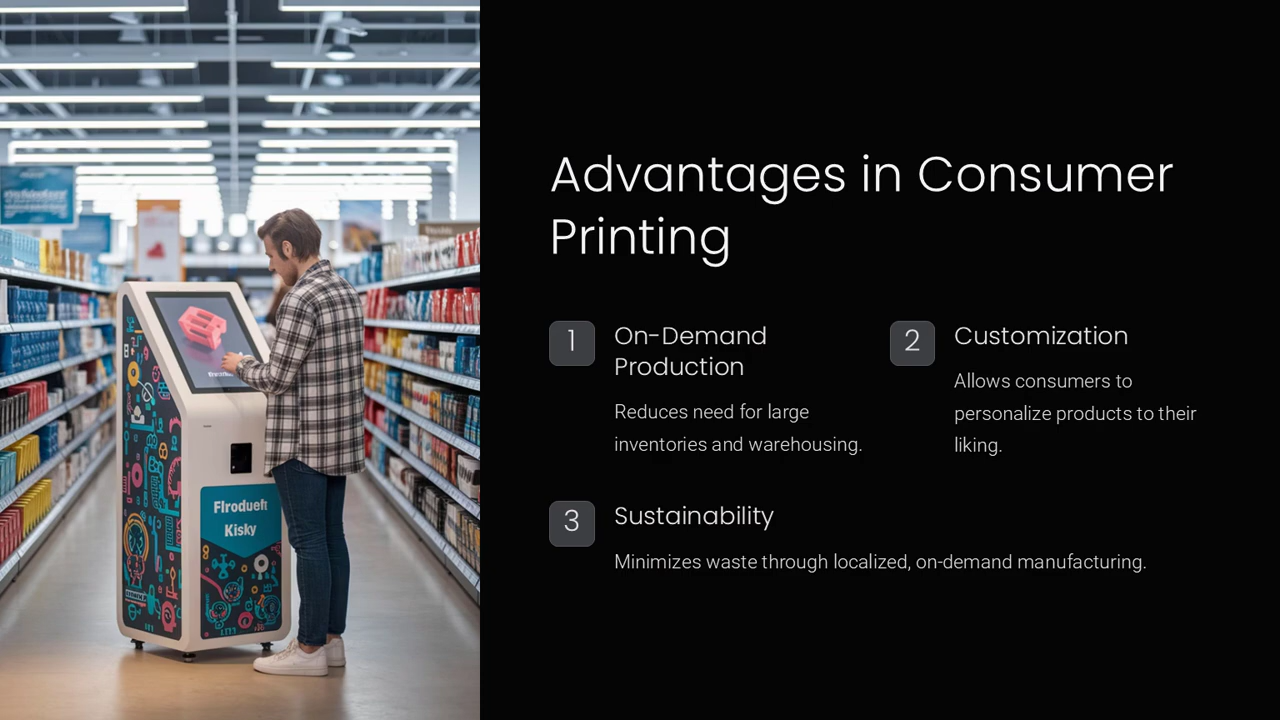 Advantages in Consumer
Printing
1
On-Demand
Production
Reduces need for large
inventories and warehousing.
2
Customization
Allows consumers to
personalize products to their
liking.
3
Sustainability
Minimizes waste through localized, on-demand manufacturing.
Kisky